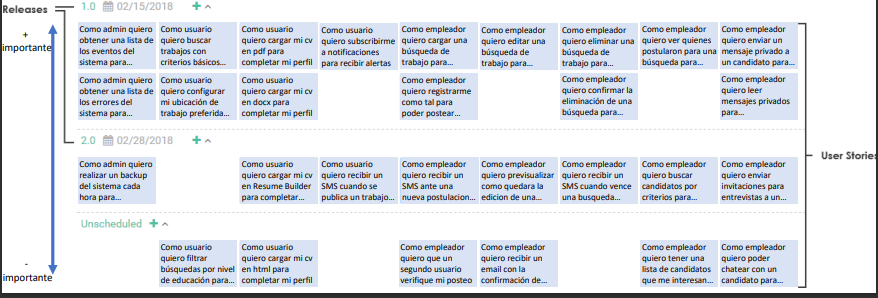 Releases
1.0 02/15/2018
+
importante
Como admin quiero
obtener una lista de
los eventos del
sistema para...
Como usuario
quiero buscar
trabajos con
criterios básicos...
Como usuario
quiero cargar mi cv
en pdf para
completar mi perfil
Como usuario
quiero subscribirme
a notificaciones
para recibir alertas
Como empleador
quiero cargar una
búsqueda de
trabajo para...
Como empleador
quiero editar una
búsqueda de
trabajo para...
Como empleador
quiero eliminar una
búsqueda de
trabajo para...
Como empleador
quiero ver quienes
postularon para una
búsqueda para...
Como empleador
quiero enviar un
mensaje privado a
un candidato para...
Como admin quiero
obtener una lista de
los errores del
sistema para...
Como usuario
quiero configurar
mi ubicación de
trabajo preferida...
Como usuario
quiero cargar mi cv
en docx para
completar mi perfil
Como empleador
quiero registrarme
como tal para
poder postear...
Como empleador
quiero confirmar la
eliminación de una
búsqueda para...
Como empleador
quiero leer
mensajes privados
para...
2.0 02/28/2018
User Stories
Como admin quiero
realizar un backup
del sistema cada
hora para...
Como usuario
quiero cargar mi cv
en Resume Builder
para completar...
Como usuario
quiero recibir un
SMS cuando se
publica un trabajo...
Como empleador
quiero recibir un
SMS ante una
nueva postulacion...
Como empleador
quiero previsualizar
como quedara la
edicion de una...
Como empleador
quiero recibir un
SMS cuando vence
una busqueda...
Como empleador
quiero buscar
candidatos por
criterios para...
Como empleador
quiero enviar
invitaciones para
entrevistas a un...
Unscheduled
Como usuario
quiero filtrar
búsquedas por nivel
de educación para...
Como usuario
quiero cargar mi cv
en html para
completar mi perfil
Como empleador
quiero que un
segundo usuario
verifique mi posteo
Como empleador
quiero recibir un
email con la
confirmación de...
Como empleador
quiero tener una
lista de candidatos
que me interesan...
Como empleador
quiero poder
chatear con un
candidato para...
-
importante